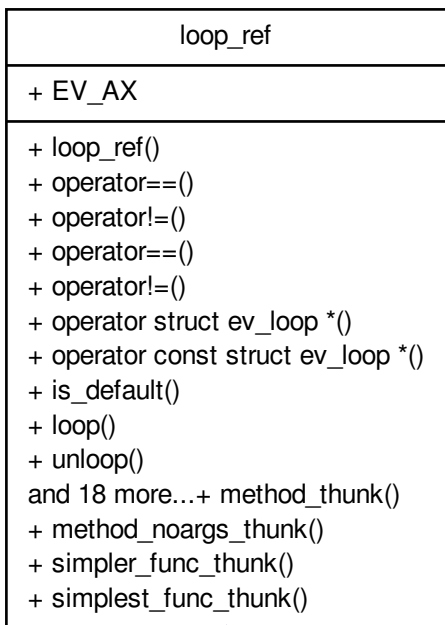 loop_ref
+ EV_AX
+ loop_ref()
+ operator==()
+ operator!=()
+ operator==()
+ operator!=()
+ operator struct ev_loop *()
+ operator const struct ev_loop *()
+ is_default()
+ loop()
+ unloop()
and 18 more...+ method_thunk()
+ method_noargs_thunk()
+ simpler_func_thunk()
+ simplest_func_thunk()